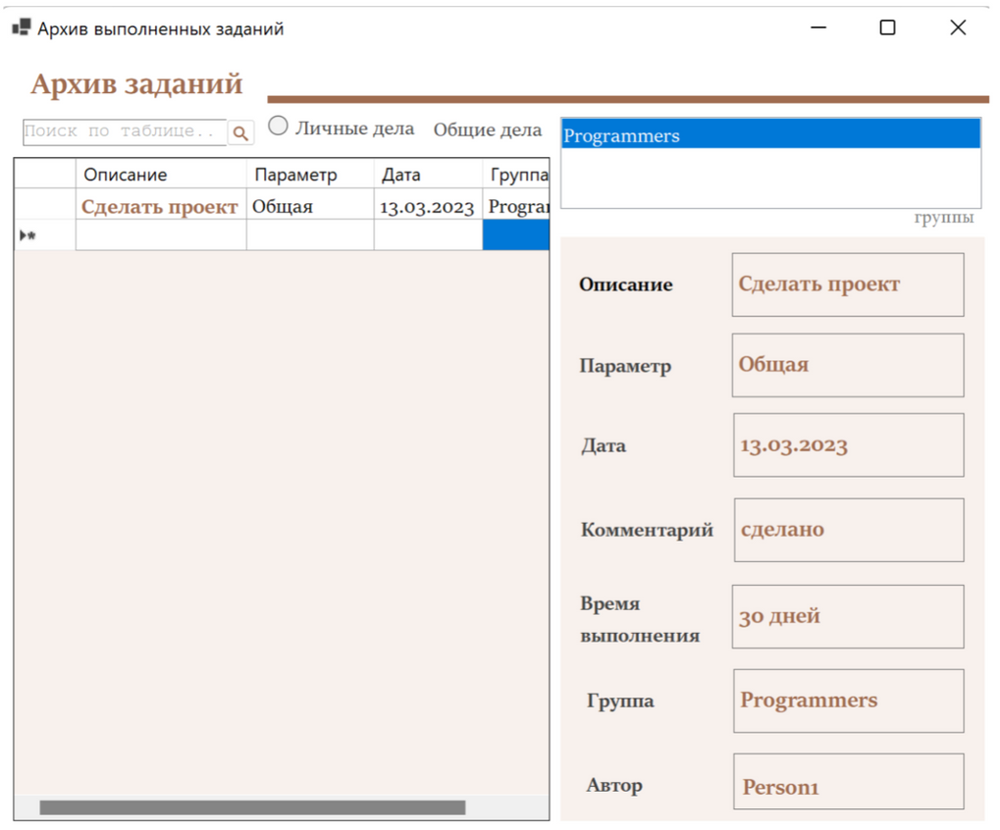 Архив выполненных заданий
Архив заданий
Поиск по таблице..
Личные дела Общие дела
Programmers
группы
Описание Параметр Дата Группа
Сделать проект Общая 13.03.2023 Progra
Описание Сделать проект
Параметр Общая
Дата 13.03.2023
Комментарий сделано
Время
выполнения
30 дней
Группа Programmers
Автор Person1